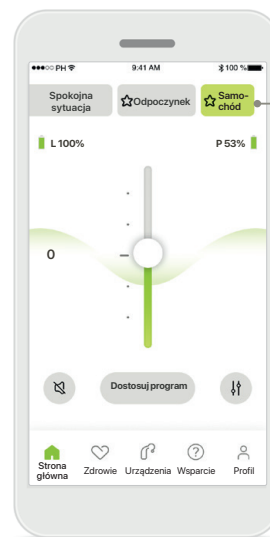 PH 9:41 AM 100 %
Spokojna
sytuacja
Odpoczynek
Samo-
chód
L 100% P 53%
0
Dostosuj program
Strona
główna
Zdrowie Urządzenia Wsparcie Profil